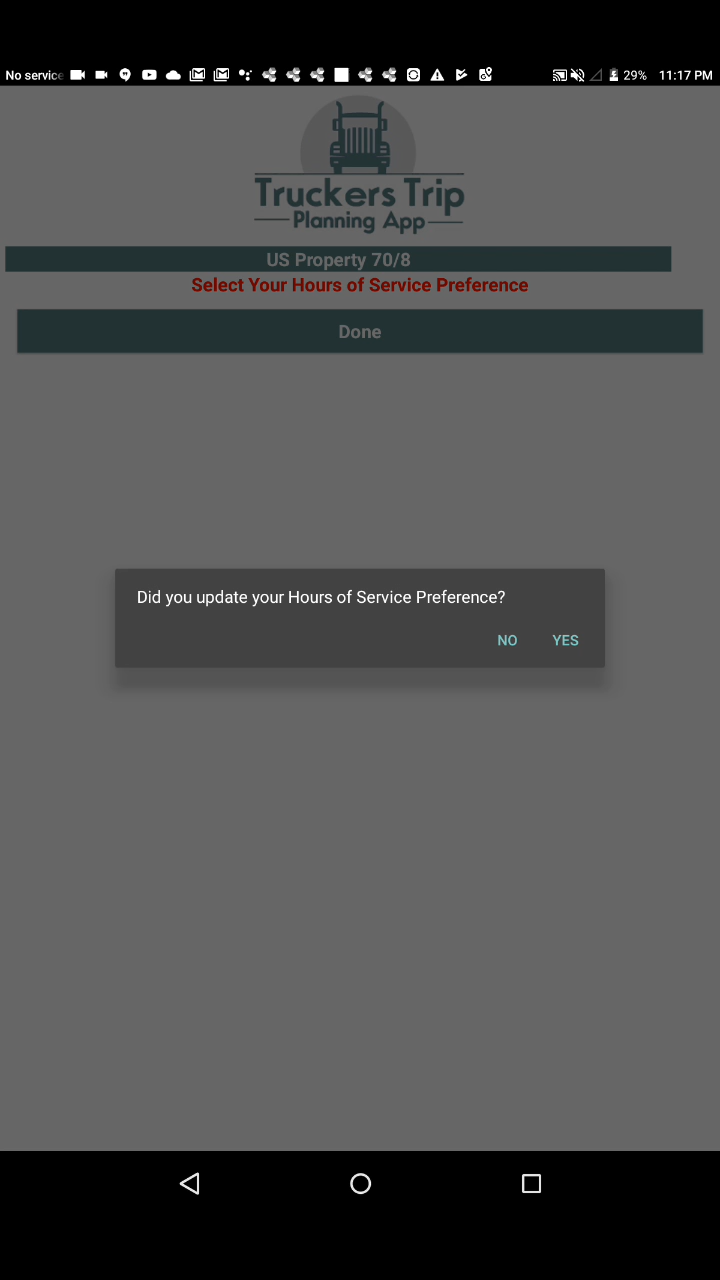 No service 29% 11:17 PM
Truckers Trip
Planning App
US Property 70/8
Select Your Hours of Service Preference
Done
Did you update your Hours of Service Preference?
NO YES